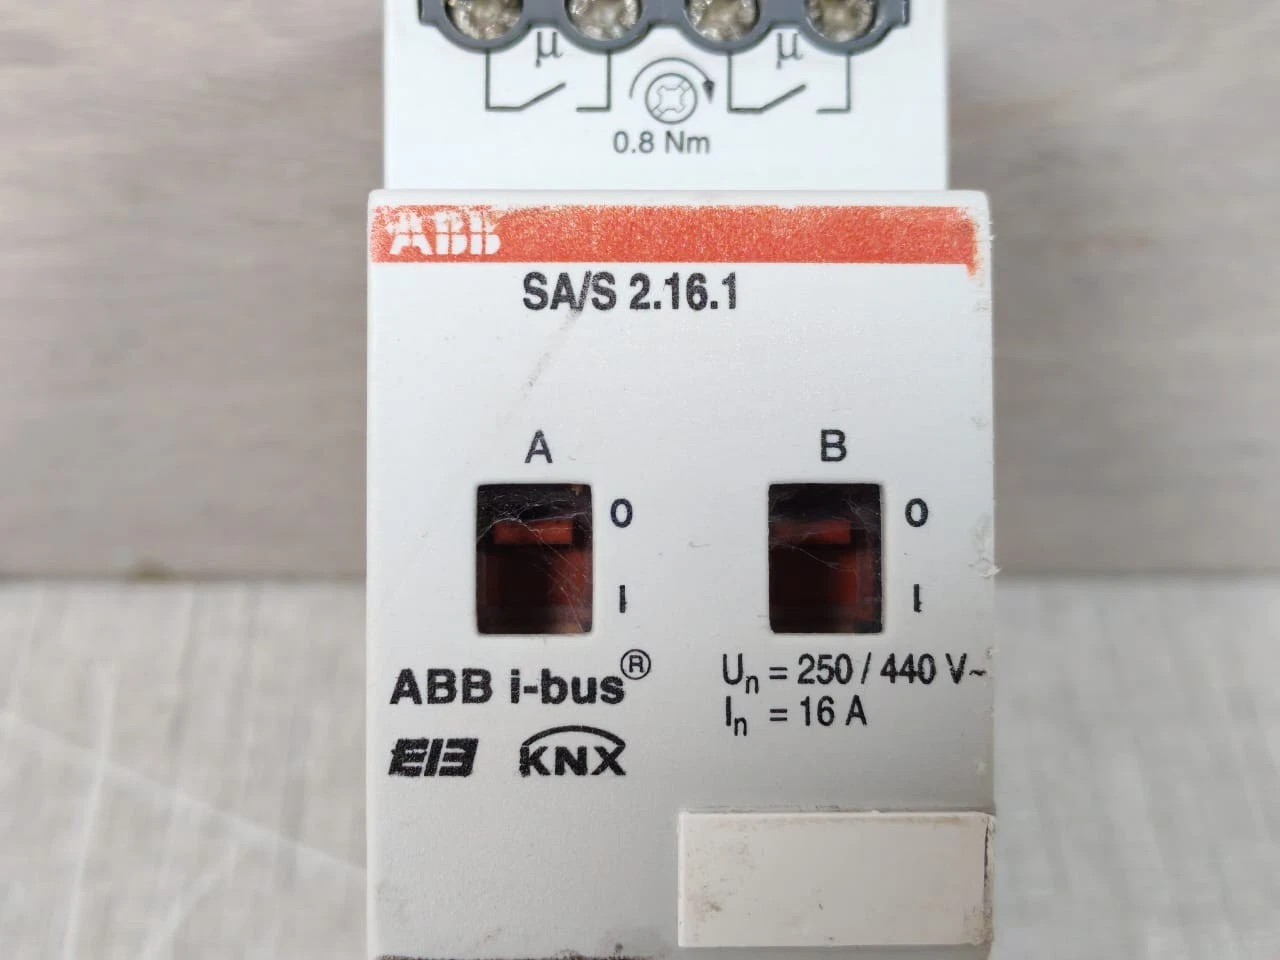 µ µ
0.8 Nm
ABB
SA/S 2.16.1
A B
0 0
I I
ABB i-bus®
Un = 250 / 440 V~
In = 16 A
EIB KNX